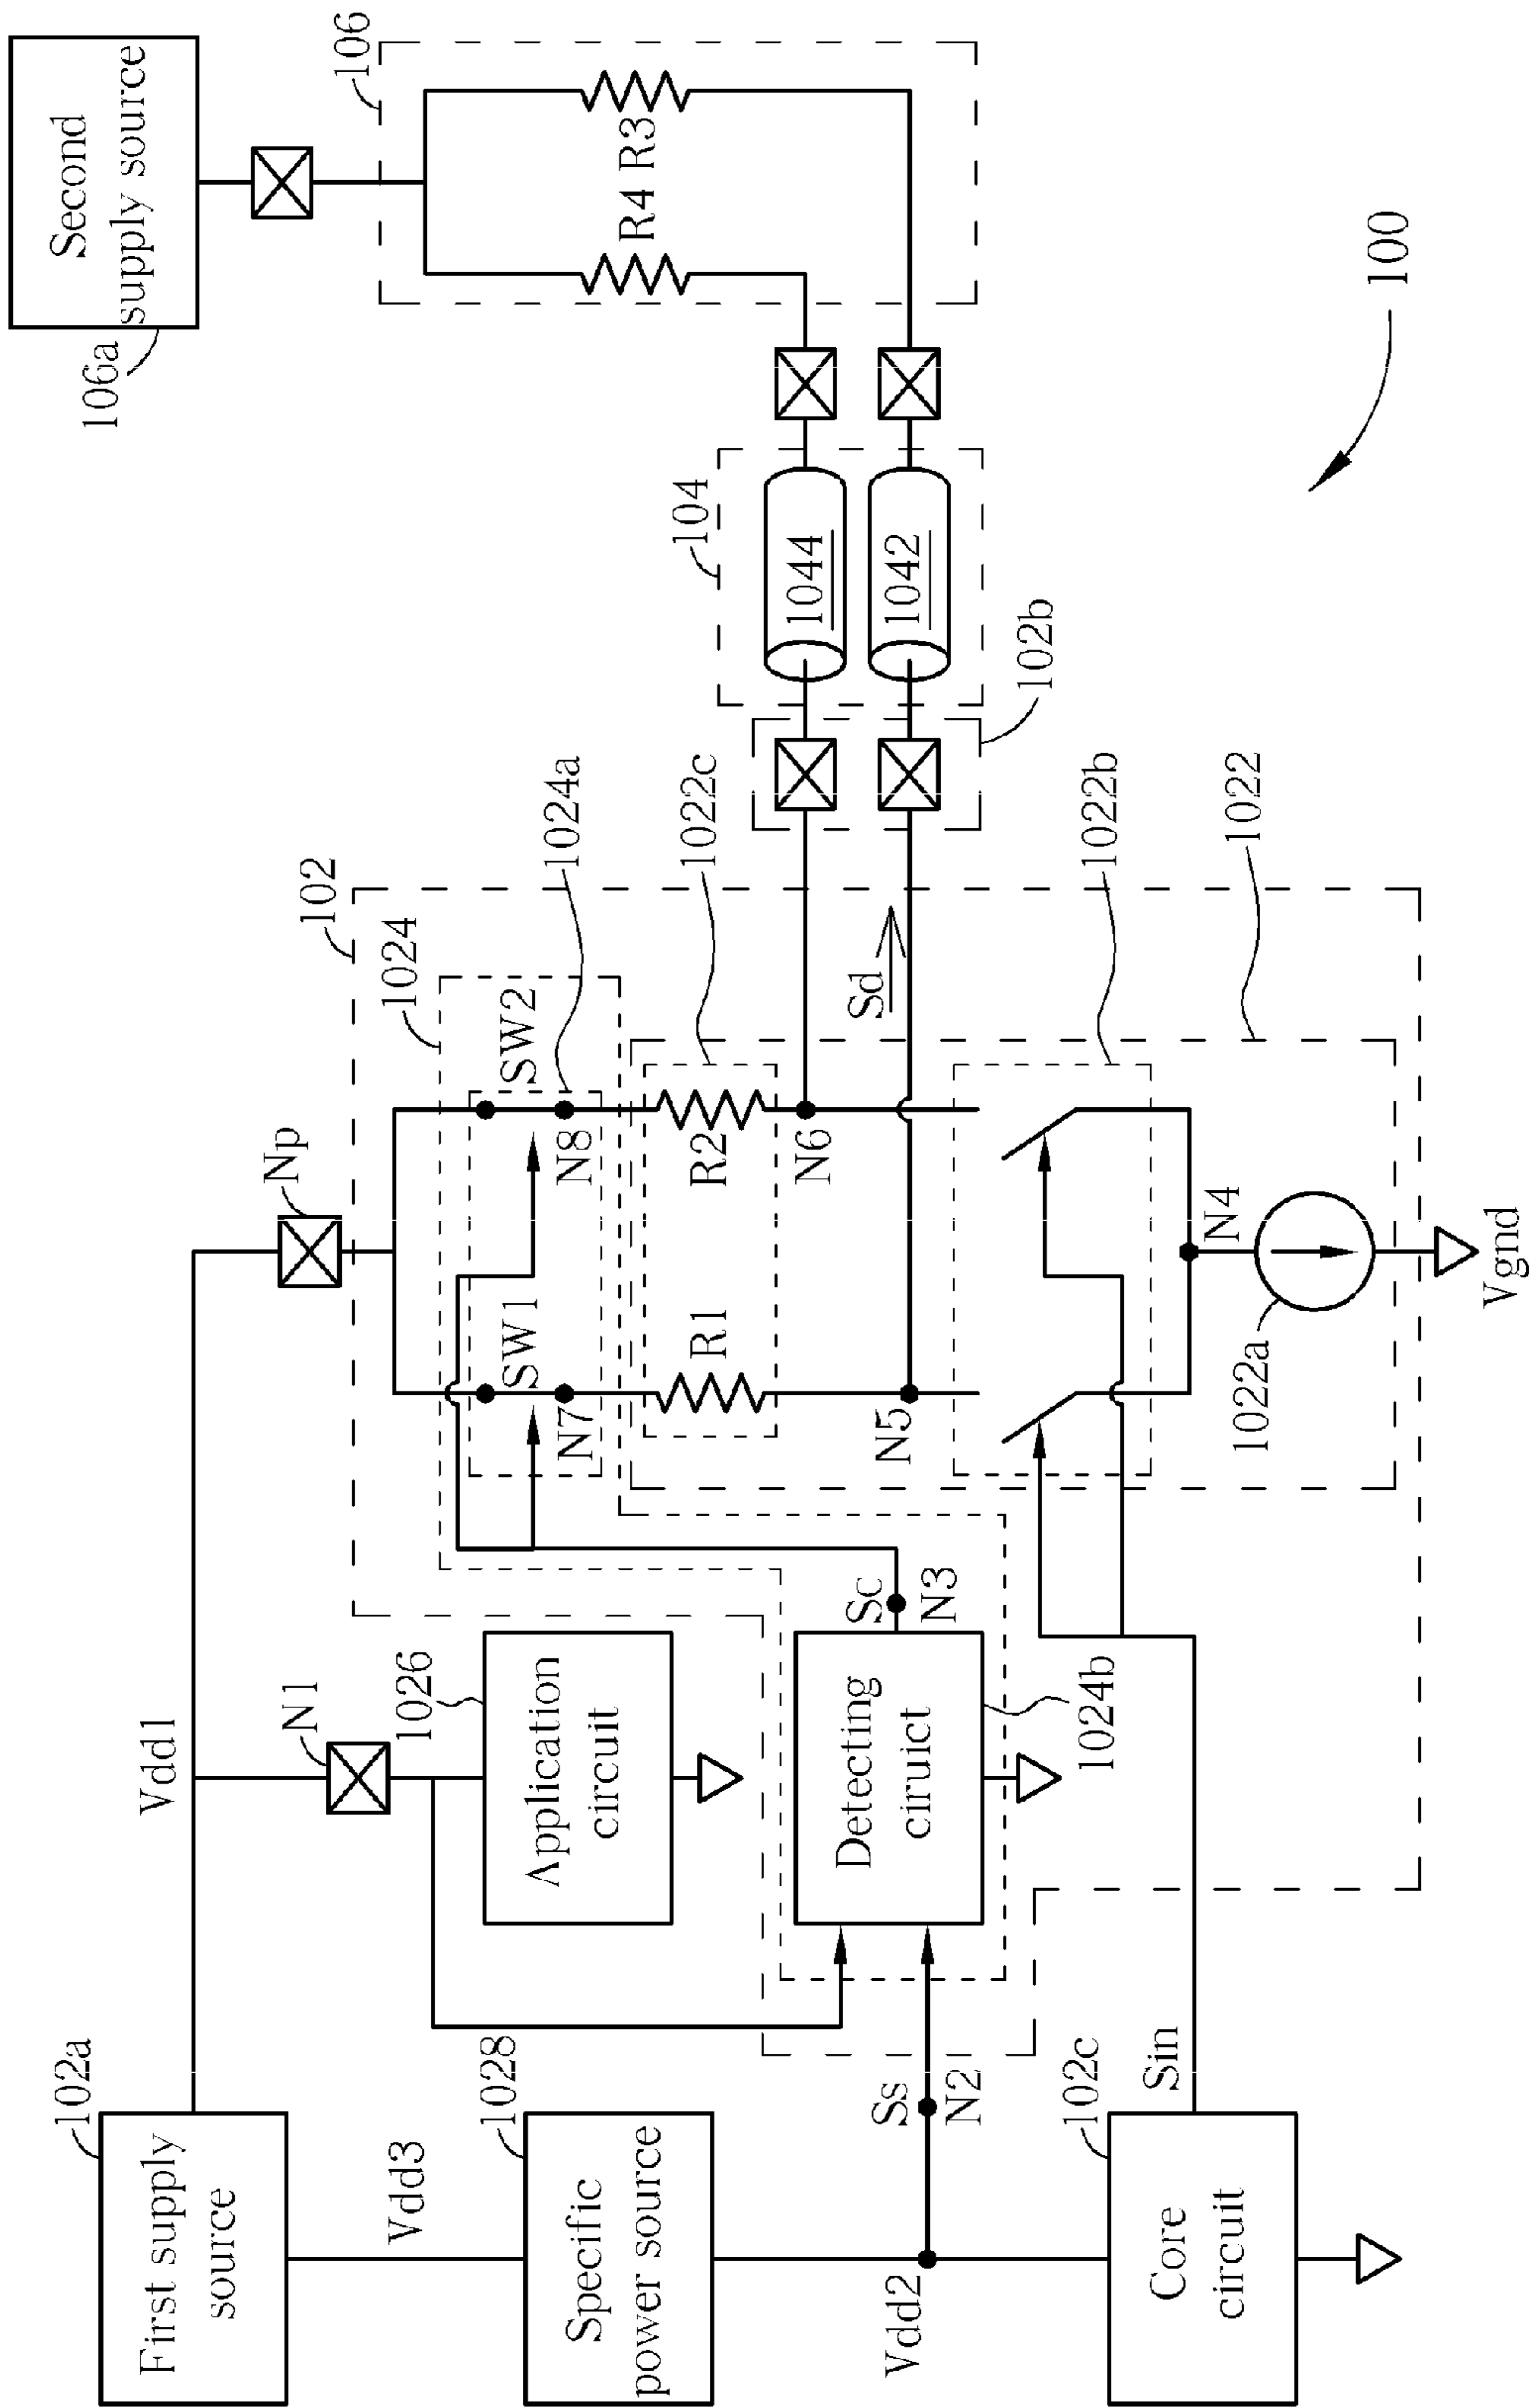 First supply
source
102a
Vdd3
Specific
power source
1028
Vdd2
Ss
N2
Core
circuit
102c
Sin
Vdd1
N1
1026
Application
circuit
Detecting
ciruict
1024b
Sc
N3
Np
102
1024
SW1
SW2
N7
N8
1024a
R1
R2
1022c
N5
N6
Sd
102b
1022b
1022
N4
1022a
Vgnd
104
1044
1042
Second
supply source
106a
106
R4
R3
100